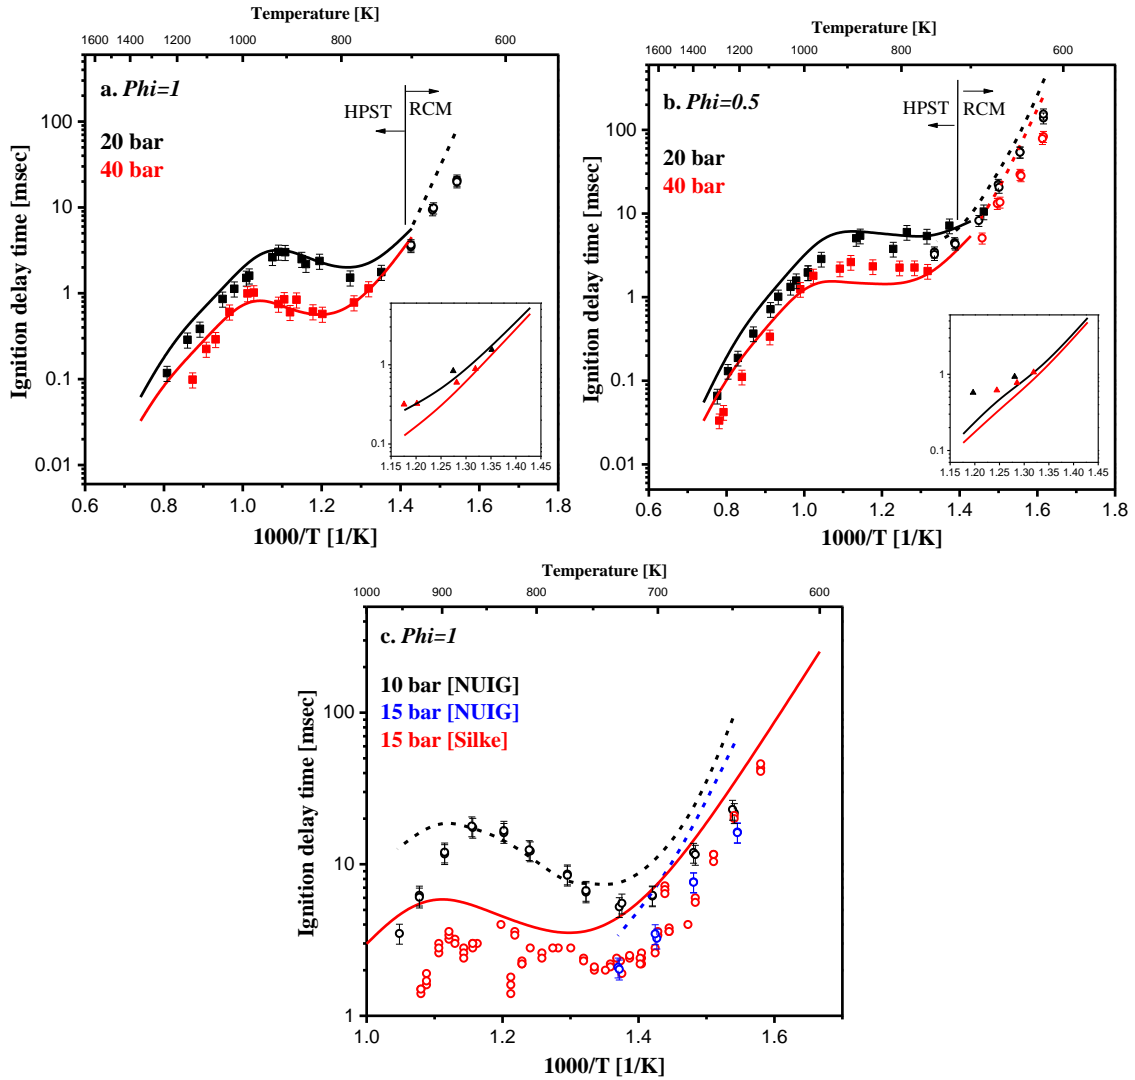 Temperature [K]
1600 1400 1200 1000 800 600
a. Phi=1
HPST RCM
20 bar
40 bar
Ignition delay time [msec]
100
10
1
0.1
0.01
1
0.1
1.15 1.20 1.25 1.30 1.35 1.40 1.45
0.6 0.8 1.0 1.2 1.4 1.6 1.8
1000/T [1/K]
Temperature [K]
1600 1400 1200 1000 800 600
b. Phi=0.5
HPST RCM
20 bar
40 bar
Ignition delay time [msec]
100
10
1
0.1
0.01
1
0.1
1.15 1.20 1.25 1.30 1.35 1.40 1.45
0.6 0.8 1.0 1.2 1.4 1.6 1.8
1000/T [1/K]
Temperature [K]
1000 900 800 700 600
c. Phi=1
10 bar [NUIG]
15 bar [NUIG]
15 bar [Silke]
Ignition delay time [msec]
100
10
1
1.0 1.2 1.4 1.6
1000/T [1/K]